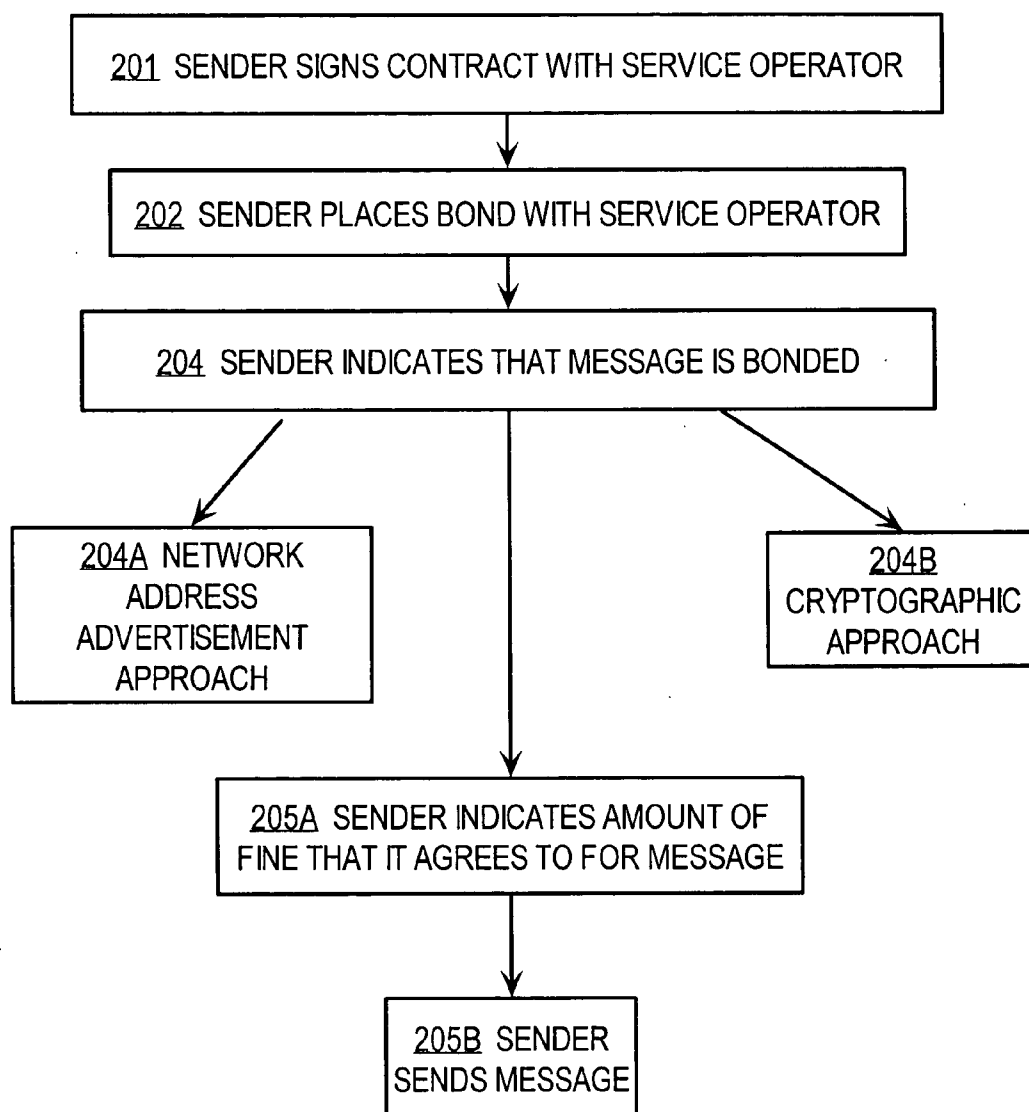 201 SENDER SIGNS CONTRACT WITH SERVICE OPERATOR
202 SENDER PLACES BOND WITH SERVICE OPERATOR
204 SENDER INDICATES THAT MESSAGE IS BONDED
204A NETWORK
ADDRESS
ADVERTISEMENT
APPROACH
204B
CRYPTOGRAPHIC
APPROACH
205A SENDER INDICATES AMOUNT OF
FINE THAT IT AGREES TO FOR MESSAGE
205B SENDER
SENDS MESSAGE